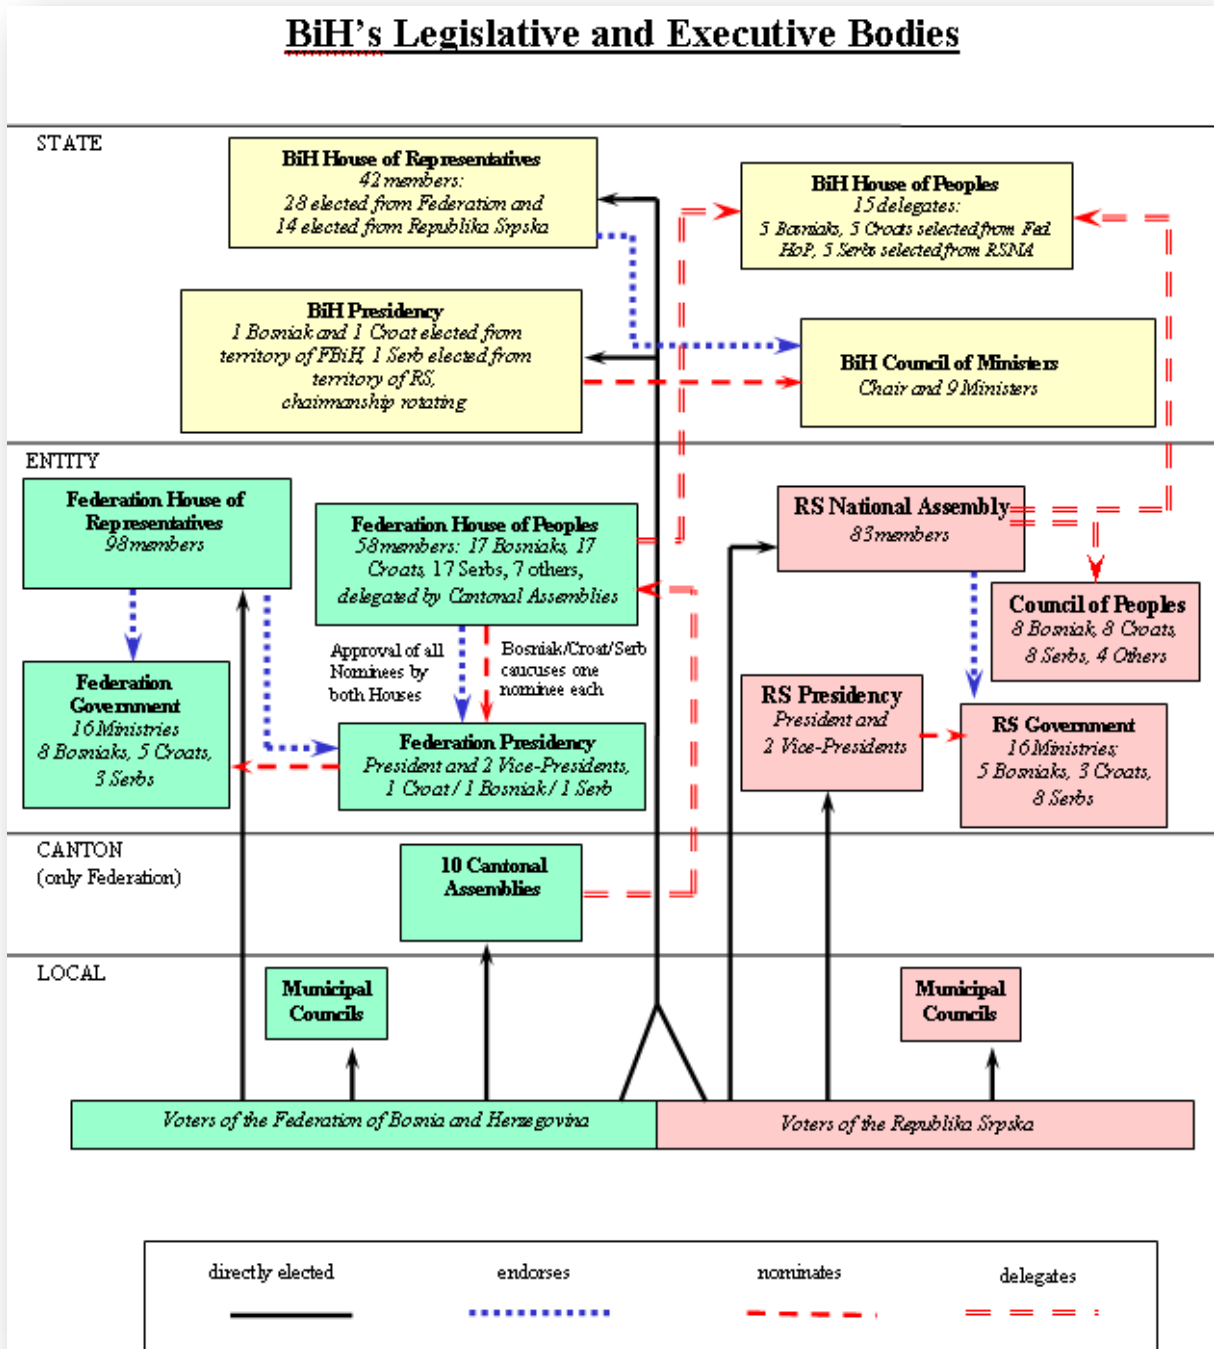 BiH's Legislative and Executive Bodies
STATE
BiH House of Representatives
42 members:
28 elected from Federation and
14 elected from Republika Srpska
BiH House of Peoples
15 delegates:
5 Bosniaks, 5 Croats selected from Fed.
HoP, 5 Serbs selected from RSNA
BiH Presidency
1 Bosniak and 1 Croat elected from
territory of FBiH, 1 Serb elected from
territory of RS,
chairmanship rotating
BiH Council of Ministers
Chair and 9 Ministers
ENTITY
Federation House of
Representatives
98 members
Federation House of Peoples
58 members: 17 Bosniaks, 17
Croats, 17 Serbs, 7 others,
delegated by Cantonal Assemblies
RS National Assembly
83 members
Council of Peoples
8 Bosniak, 8 Croats,
8 Serbs, 4 Others
Approval of all
Nominees by
both Houses
Bosniak/Croat/Serb
caucuses one
nominee each
Federation
Government
16 Ministries
8 Bosniaks, 5 Croats,
3 Serbs
Federation Presidency
President and 2 Vice-Presidents,
1 Croat / 1 Bosniak / 1 Serb
RS Presidency
President and
2 Vice-Presidents
RS Government
16 Ministries;
5 Bosniaks, 3 Croats,
8 Serbs
CANTON
(only Federation)
10 Cantonal
Assemblies
LOCAL
Municipal
Councils
Municipal
Councils
Voters of the Federation of Bosnia and Herzegovina
Voters of the Republika Srpska
directly elected
endorses
nominates
delegates